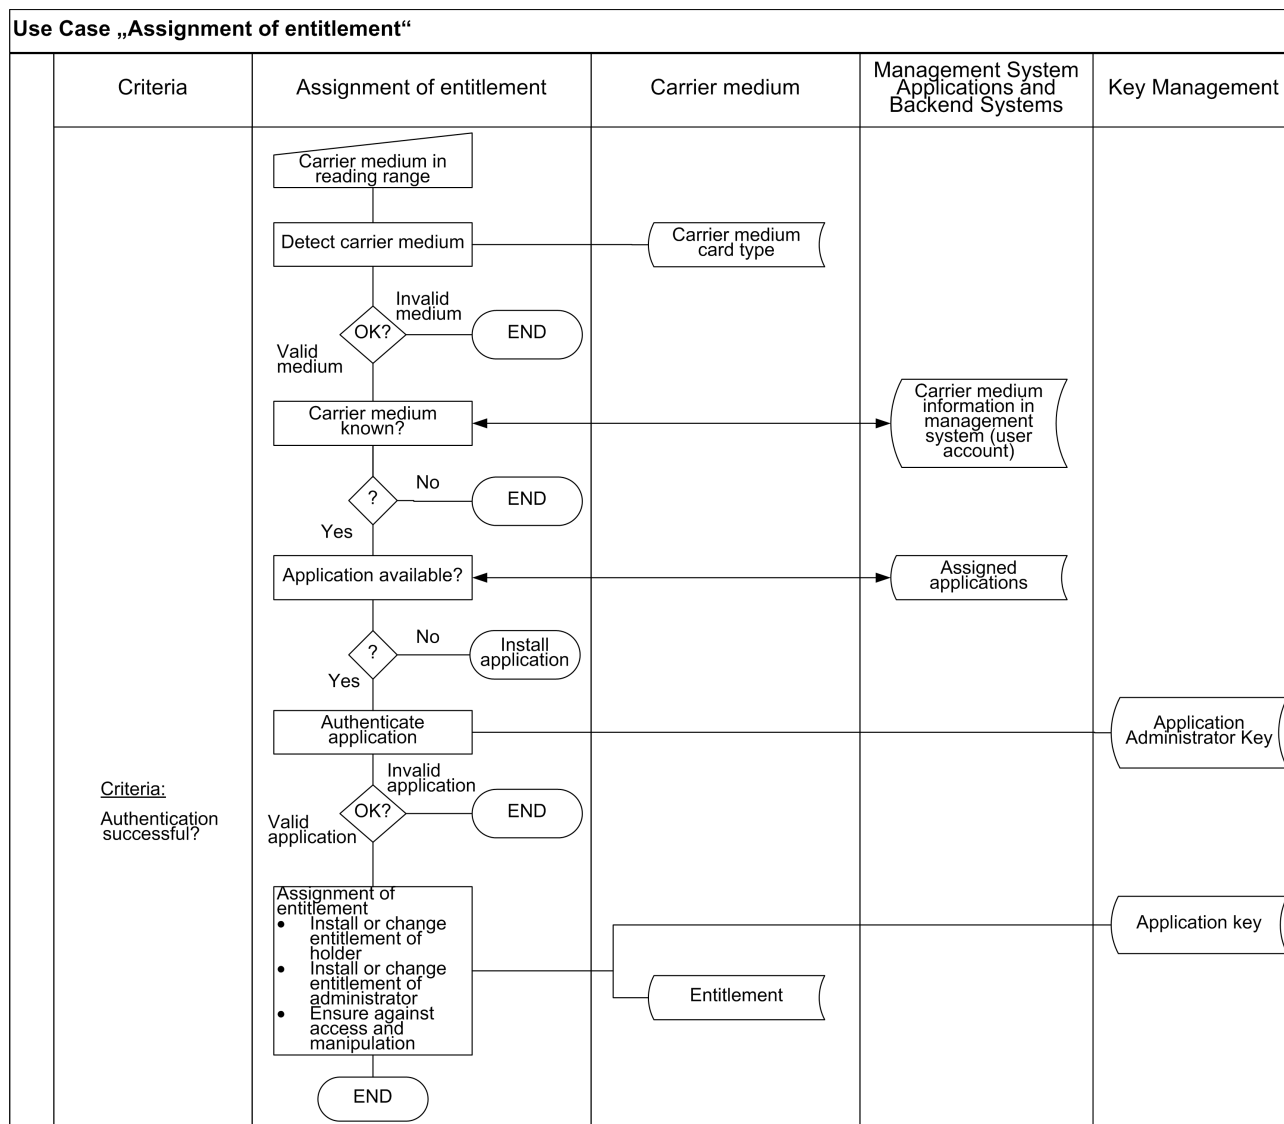 Use Case „Assignment of entitlement“
Criteria
Assignment of entitlement
Carrier medium
Management System
Applications and
Backend Systems
Key Management
Carrier medium in
reading range
Detect carrier medium
Carrier medium
card type
Invalid
medium
OK?
END
Valid
medium
Carrier medium
known?
Carrier medium
information in
management
system (user
account)
?
No
END
Yes
Application available?
Assigned
applications
?
No
Install
application
Yes
Authenticate
application
Application
Administrator Key
Invalid
application
Criteria:
Authentication
successful?
OK?
END
Valid
application
Assignment of
entitlement
• Install or change
entitlement of
holder
• Install or change
entitlement of
administrator
• Ensure against
access and
manipulation
Application key
Entitlement
END